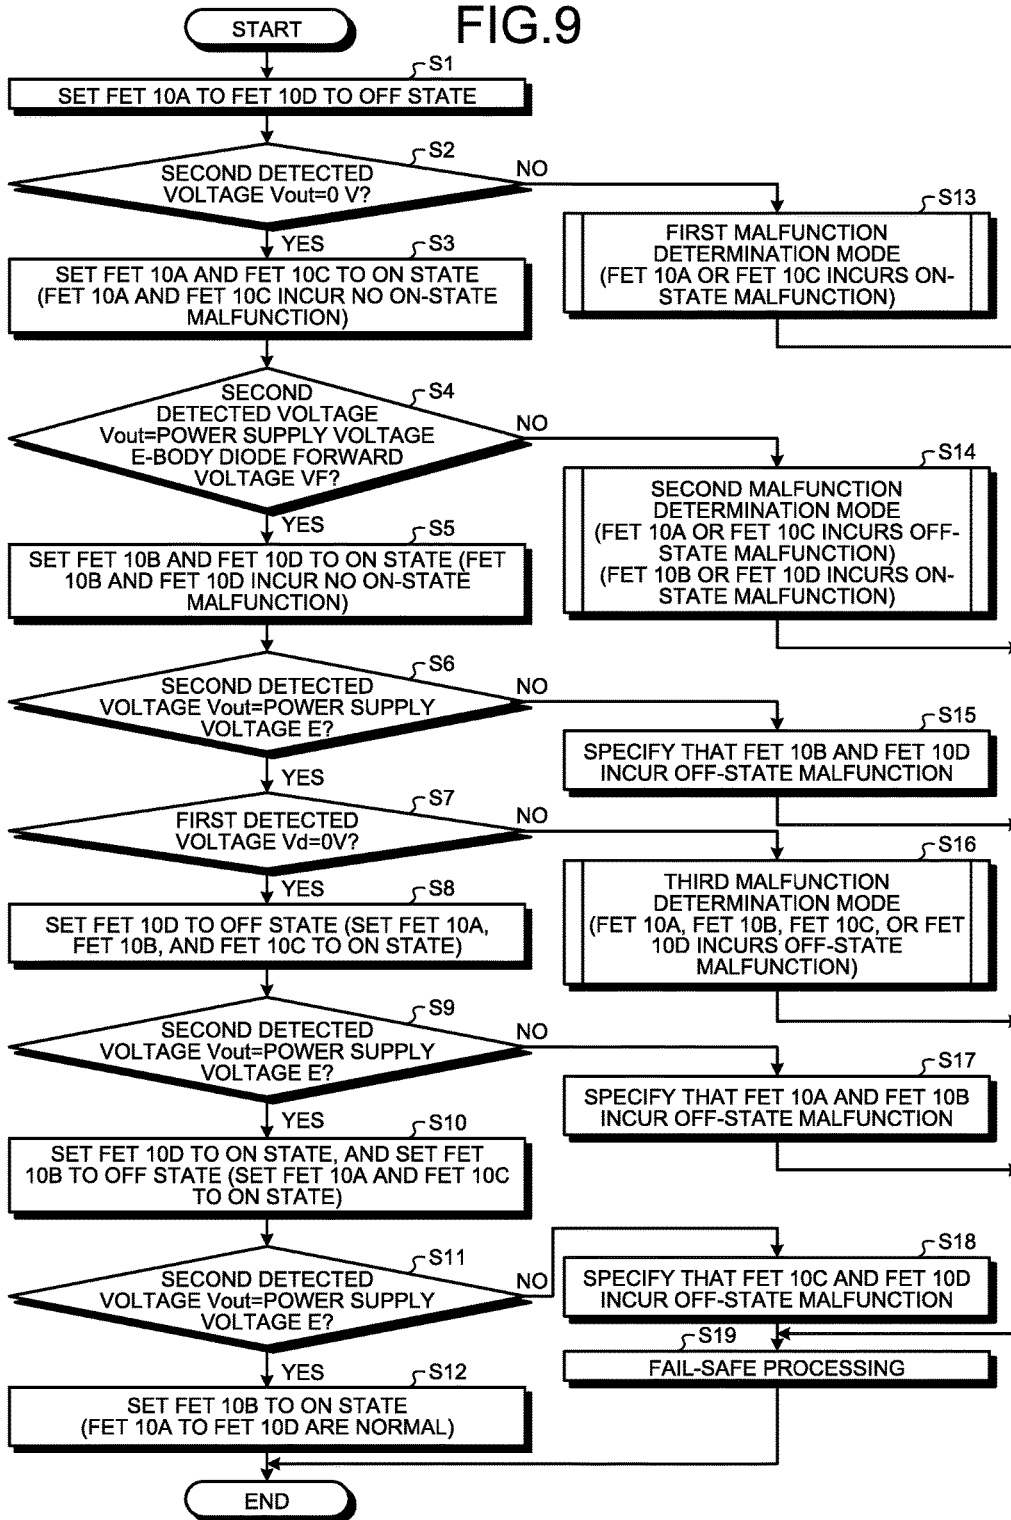 FIG.9
START
S1
SET FET 10A TO FET 10D TO OFF STATE
S2
SECOND DETECTED
VOLTAGE Vout=0 V?
NO
YES
S13
FIRST MALFUNCTION
DETERMINATION MODE
(FET 10A OR FET 10C INCURS ON-
STATE MALFUNCTION)
S3
SET FET 10A AND FET 10C TO ON STATE
(FET 10A AND FET 10C INCUR NO ON-STATE
MALFUNCTION)
S4
SECOND
DETECTED VOLTAGE
Vout=POWER SUPPLY VOLTAGE
E-BODY DIODE FORWARD
VOLTAGE VF?
NO
YES
S14
SECOND MALFUNCTION
DETERMINATION MODE
(FET 10A OR FET 10C INCURS OFF-
STATE MALFUNCTION)
(FET 10B OR FET 10D INCURS ON-
STATE MALFUNCTION)
S5
SET FET 10B AND FET 10D TO ON STATE (FET
10B AND FET 10D INCUR NO ON-STATE
MALFUNCTION)
S6
SECOND DETECTED
VOLTAGE Vout=POWER SUPPLY
VOLTAGE E?
NO
YES
S15
SPECIFY THAT FET 10B AND FET 10D
INCUR OFF-STATE MALFUNCTION
S7
FIRST DETECTED
VOLTAGE Vd=0V?
NO
YES
S16
THIRD MALFUNCTION
DETERMINATION MODE
(FET 10A, FET 10B, FET 10C, OR FET
10D INCURS OFF-STATE
MALFUNCTION)
S8
SET FET 10D TO OFF STATE (SET FET 10A,
FET 10B, AND FET 10C TO ON STATE)
S9
SECOND DETECTED
VOLTAGE Vout=POWER SUPPLY
VOLTAGE E?
NO
YES
S17
SPECIFY THAT FET 10A AND FET 10B
INCUR OFF-STATE MALFUNCTION
S10
SET FET 10D TO ON STATE, AND SET FET
10B TO OFF STATE (SET FET 10A AND FET 10C
TO ON STATE)
S11
SECOND DETECTED
VOLTAGE Vout=POWER SUPPLY
VOLTAGE E?
NO
YES
S18
SPECIFY THAT FET 10C AND FET 10D
INCUR OFF-STATE MALFUNCTION
S19
FAIL-SAFE PROCESSING
S12
SET FET 10B TO ON STATE
(FET 10A TO FET 10D ARE NORMAL)
END